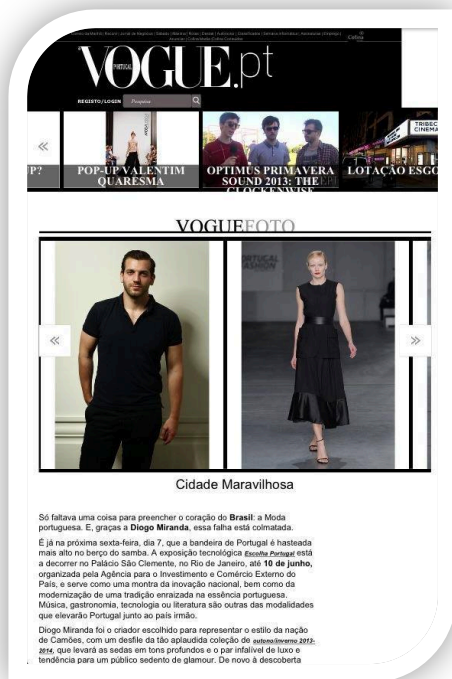 VOGUE.pt
PORTUGAL
REGISTO/LOGIN
Pesquisa
UP?
POP-UP VALENTIM
QUARESMA
OPTIMUS PRIMAVERA
SOUND 2013: THE
GLOCKENWISE
LOTAÇÃO ESGO
TRIBEC
CINEMA
VOGUEFOTO
PORTUGAL
FASHION
Cidade Maravilhosa
Só faltava uma coisa para preencher o coração do Brasil: a Moda
portuguesa. E, graças a Diogo Miranda, essa falha está colmatada.
É já na próxima sexta-feira, dia 7, que a bandeira de Portugal é hasteada
mais alto no berço do samba. A exposição tecnológica Escolha Portugal está
a decorrer no Palácio São Clemente, no Rio de Janeiro, até 10 de junho,
organizada pela Agência para o Investimento e Comércio Externo do
País, e serve como uma montra da inovação nacional, bem como da
modernização de uma tradição enraizada na essência portuguesa.
Música, gastronomia, tecnologia ou literatura são outras das modalidades
que elevarão Portugal junto ao país irmão.
Diogo Miranda foi o criador escolhido para representar o estilo da nação
de Camões, com um desfile da tão aplaudida coleção de outono/inverno 2013-
2014, que levará as sedas em tons profundos e o par infalível de luxo e
tendência para um público sedento de glamour. De novo à descoberta